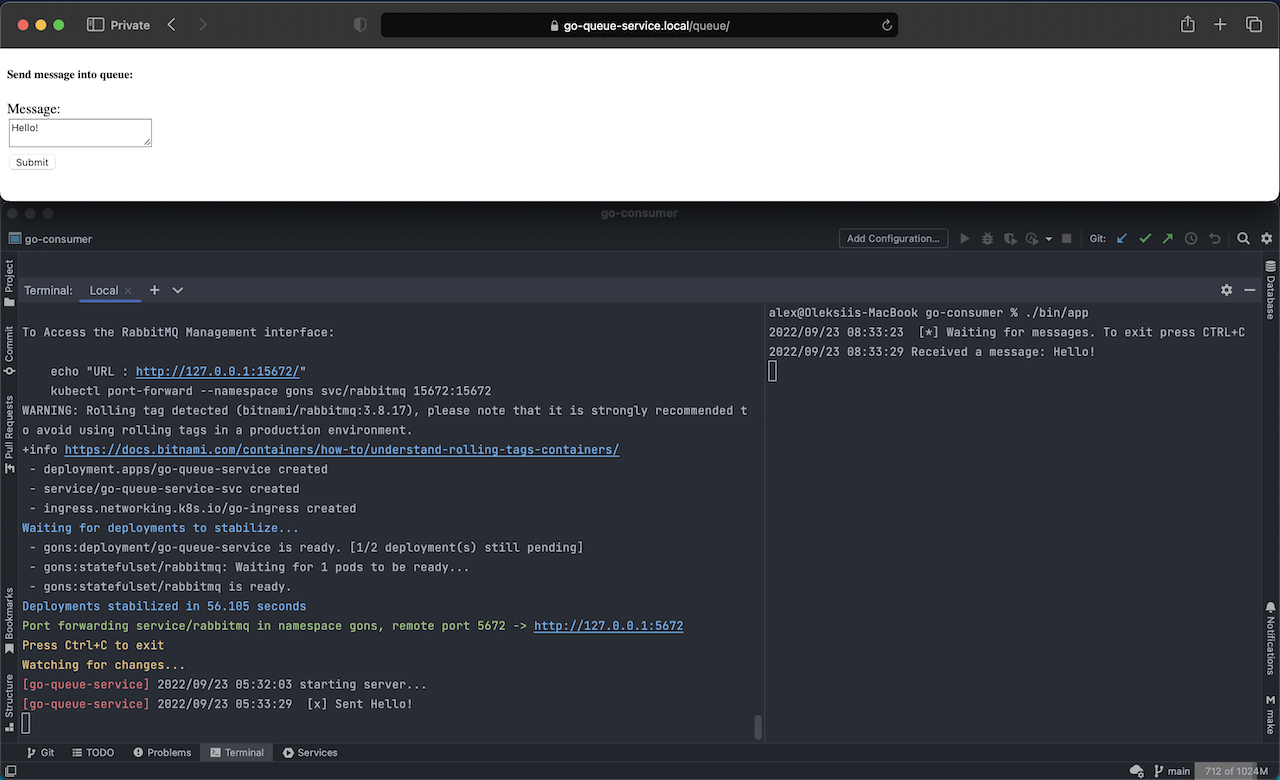 Private
go-queue-service.local/queue/
Send message into queue:
Message:
Hello!
Submit
go-consumer
go-consumer
Add Configuration...
Git:
Project
Commit
Pull Requests
Bookmarks
Structure
Terminal:
Local
To Access the RabbitMQ Management interface:
echo "URL : http://127.0.0.1:15672/"
kubectl port-forward --namespace gons svc/rabbitmq 15672:15672
WARNING: Rolling tag detected (bitnami/rabbitmq:3.8.17), please note that it is strongly recommended t
o avoid using rolling tags in a production environment.
+info https://docs.bitnami.com/containers/how-to/understand-rolling-tags-containers/
- deployment.apps/go-queue-service created
- service/go-queue-service-svc created
- ingress.networking.k8s.io/go-ingress created
Waiting for deployments to stabilize...
- gons:deployment/go-queue-service is ready. [1/2 deployment(s) still pending]
- gons:statefulset/rabbitmq: Waiting for 1 pods to be ready...
- gons:statefulset/rabbitmq is ready.
Deployments stabilized in 56.105 seconds
Port forwarding service/rabbitmq in namespace gons, remote port 5672 -> http://127.0.0.1:5672
Press Ctrl+C to exit
Watching for changes...
[go-queue-service] 2022/09/23 05:32:03 starting server...
[go-queue-service] 2022/09/23 05:33:29  [x] Sent Hello!
alex@Oleksiis-MacBook go-consumer % ./bin/app
2022/09/23 08:33:23  [*] Waiting for messages. To exit press CTRL+C
2022/09/23 08:33:29 Received a message: Hello!
Database
Notifications
make
Git
TODO
Problems
Terminal
Services
main
712 of 1024M